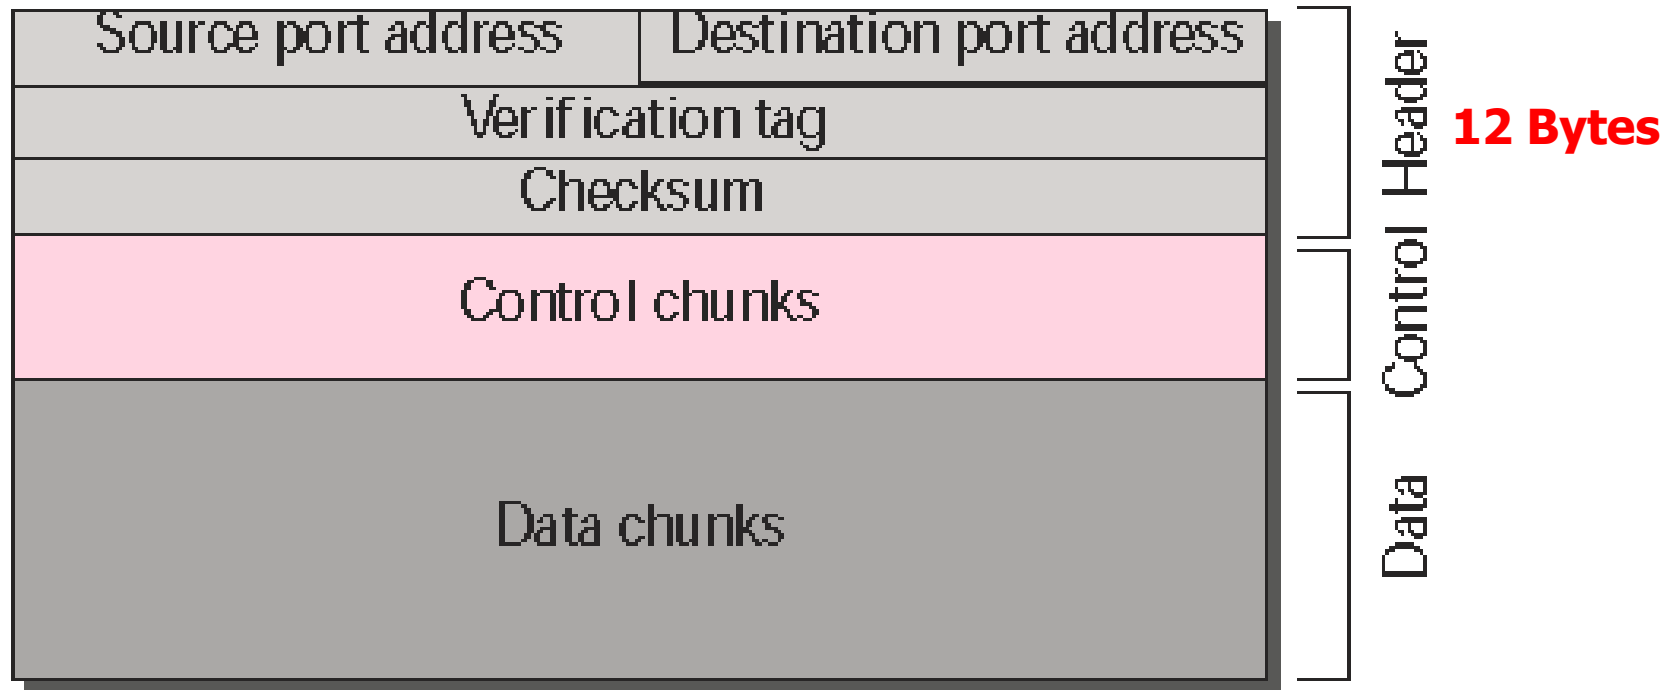 Source port address
Destination port address
Verification tag
Checksum
Control chunks
Data chunks
Header
12 Bytes
Control
Data